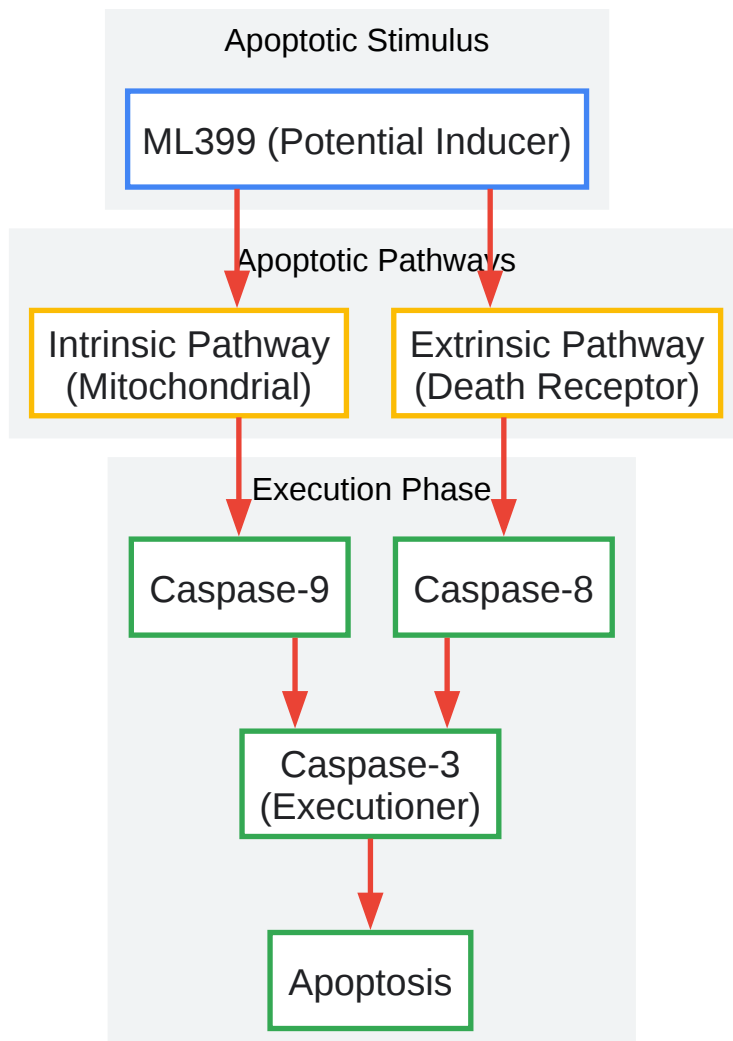 Apoptotic Stimulus
ML399 (Potential Inducer)
Apoptotic Pathways
Intrinsic Pathway
(Mitochondrial)
Extrinsic Pathway
(Death Receptor)
Execution Phase
Caspase-9
Caspase-8
Caspase-3
(Executioner)
Apoptosis